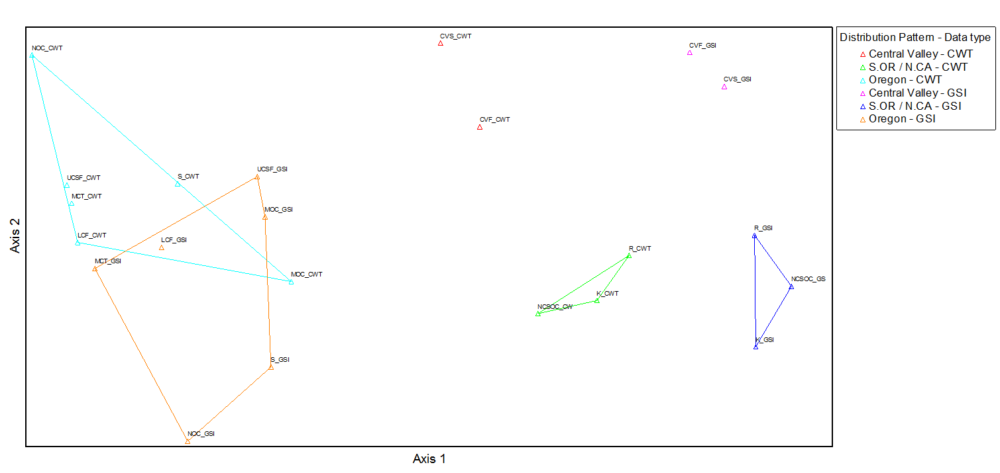 CVS_CWT
Distribution Pattern - Data type
NOC_CWT
CVF_GSI
Central Valley - CWT
S.OR / N.CA - CWT
Oregon - CWT
CVS_GSI
Central Valley - GSI
S.OR / N.CA - GSI
CVF_CWT
Oregon - GSI
UCSF_GSI
UCSF_CWT
S_CWT
MCT_CWT
MOC_GSI
R_GSI
Axis 2
LCF_CWT
LCF_GSI
R_CWT
MCT_GSI
MOC_CWT
NCSOC_GS
K_CWT
NCSOC_CW
K_GSI
S_GSI
NOC_GSI
Axis 1